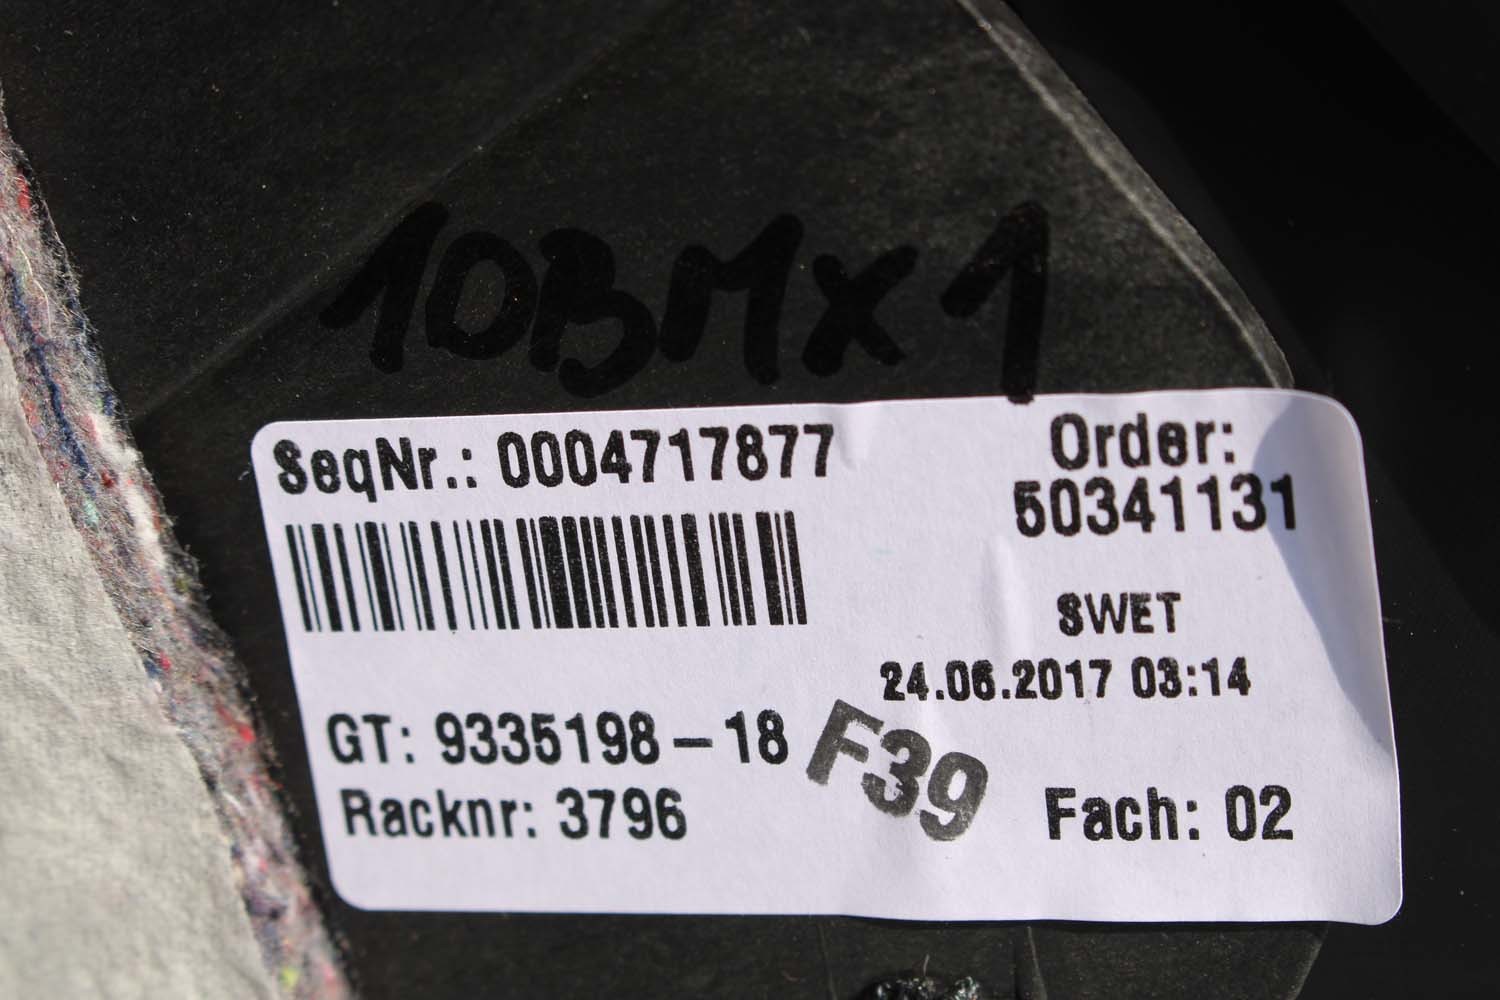 10BMX1
SeqNr.: 0004717877
Order:
50341131
SWET
24.06.2017 03:14
GT: 9335198-18
F39
Racknr: 3796
Fach: 02